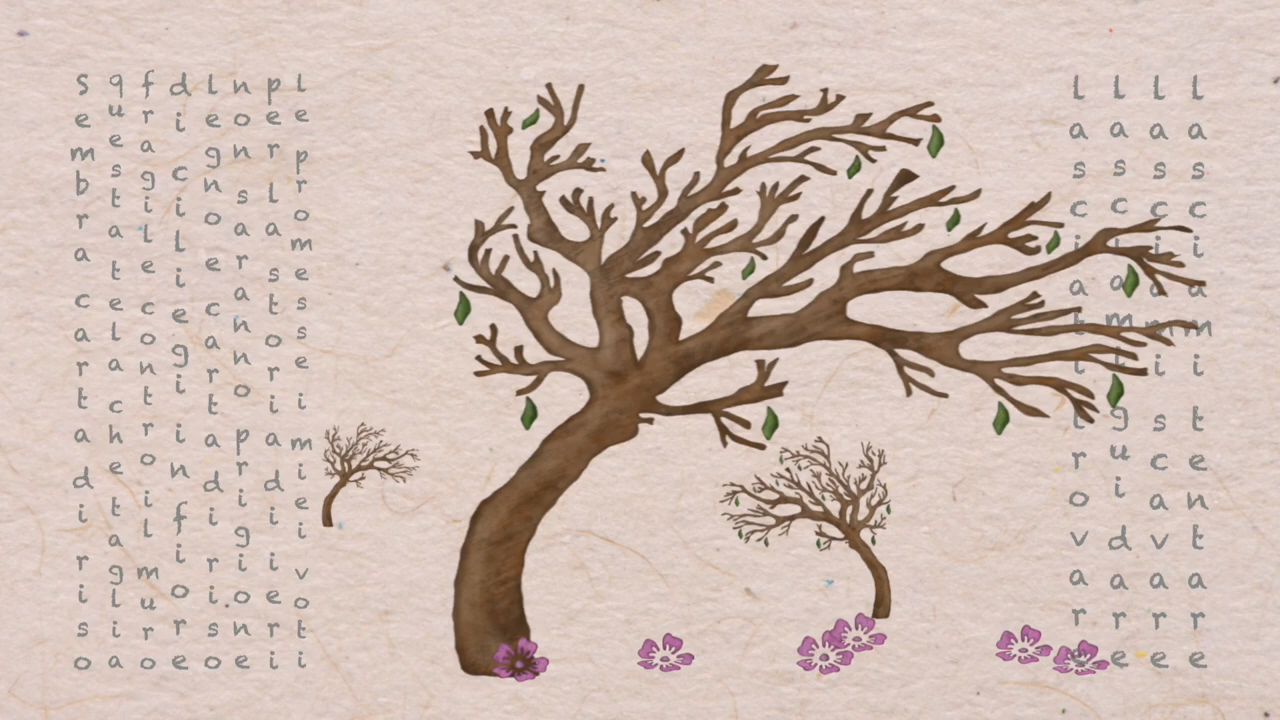 Sembra carta di riso
questa tela che taglia
fragile contro il muro
di ciliegi in fiore
legno e carta di riso
non saranno prigione
per la storia di ieri
le promesse i miei voti
lasciati trovare
lasciami guidare
lasciami scavare
lasciami tentare